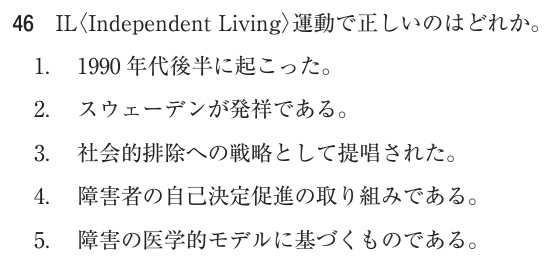 46 IL〈Independent Living〉運動で正しいのはどれか。
1. 1990 年代後半に起こった。
2. スウェーデンが発祥である。
3. 社会的排除への戦略として提唱された。
4. 障害者の自己決定促進の取り組みである。
5. 障害の医学的モデルに基づくものである。